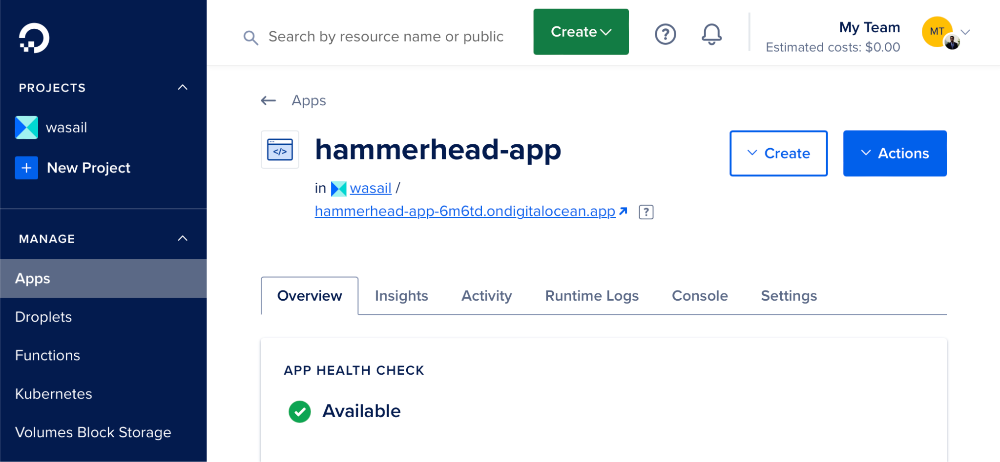 Search by resource name or public
Create
My Team
Estimated costs: $0.00
MT
PROJECTS
wasail
New Project
MANAGE
Apps
Droplets
Functions
Kubernetes
Volumes Block Storage
Apps
hammerhead-app
in wasail /
hammerhead-app-6m6td.ondigitalocean.app
Create
Actions
Overview Insights Activity Runtime Logs Console Settings
APP HEALTH CHECK
Available